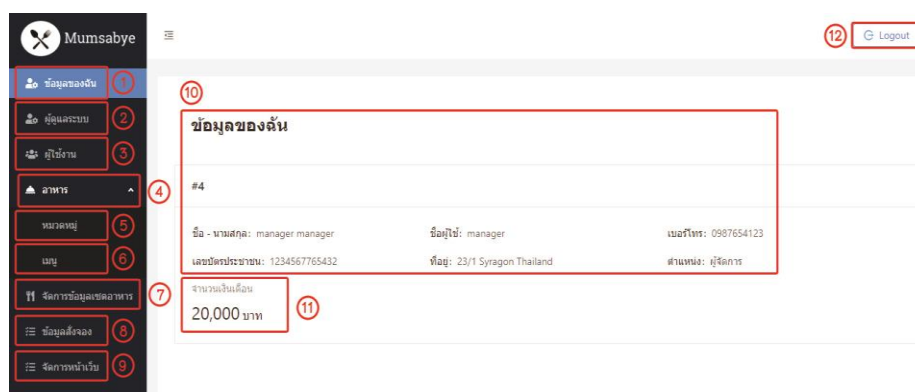 Mumsabye
12
Logout
ข้อมูลของฉัน 1
ผู้ดูแลระบบ 2
ผู้ใช้งาน 3
อาหาร 4
หมวดหมู่ 5
เมนู 6
จัดการข้อมูลเซตอาหาร 7
ข้อมูลสั่งจอง 8
จัดการหน้าเว็บ 9
10
ข้อมูลของฉัน
#4
ชื่อ - นามสกุล: manager manager ชื่อผู้ใช้: manager เบอร์โทร: 0987654123
เลขบัตรประชาชน: 1234567765432 ที่อยู่: 23/1 Syragon Thailand ตำแหน่ง: ผู้จัดการ
จำนวนเงินเดือน
20,000 บาท 11